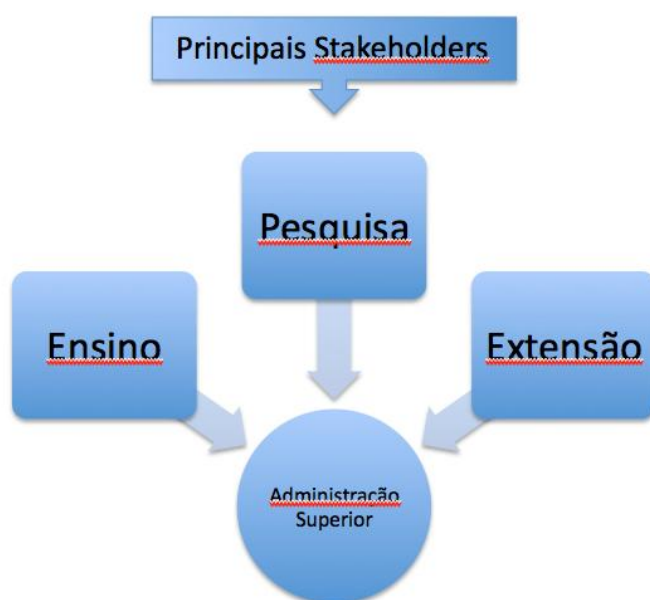 Principais Stakeholders
Pesquisa
Ensino
Extensão
Administração
Superior